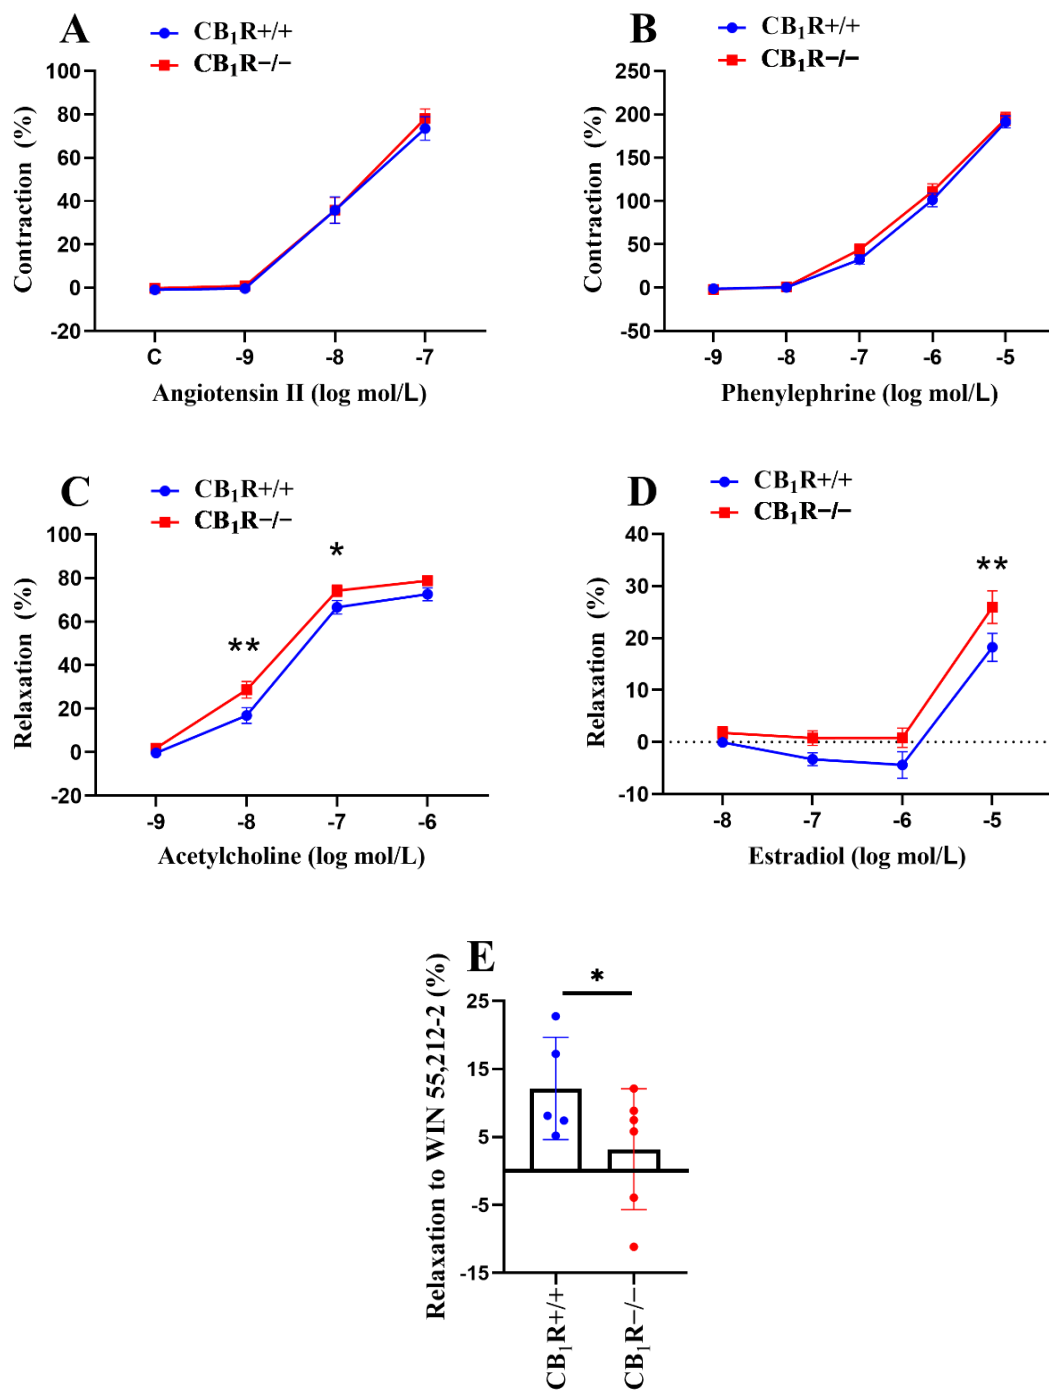 A
CB₁R+/+
CB₁R−/−
Contraction (%)
100
80
60
40
20
0
-20
C -9 -8 -7
Angiotensin II (log mol/L)
B
CB₁R+/+
CB₁R−/−
Contraction (%)
250
200
150
100
50
0
-50
-9 -8 -7 -6 -5
Phenylephrine (log mol/L)
C
CB₁R+/+
CB₁R−/−
Relaxation (%)
100
80
60
40
20
0
-20
**
*
-9 -8 -7 -6
Acetylcholine (log mol/L)
D
CB₁R+/+
CB₁R−/−
Relaxation (%)
40
30
20
10
0
-10
**
-8 -7 -6 -5
Estradiol (log mol/L)
E
Relaxation to WIN 55,212-2 (%)
25
15
5
-5
-15
*
CB₁R+/+
CB₁R−/−